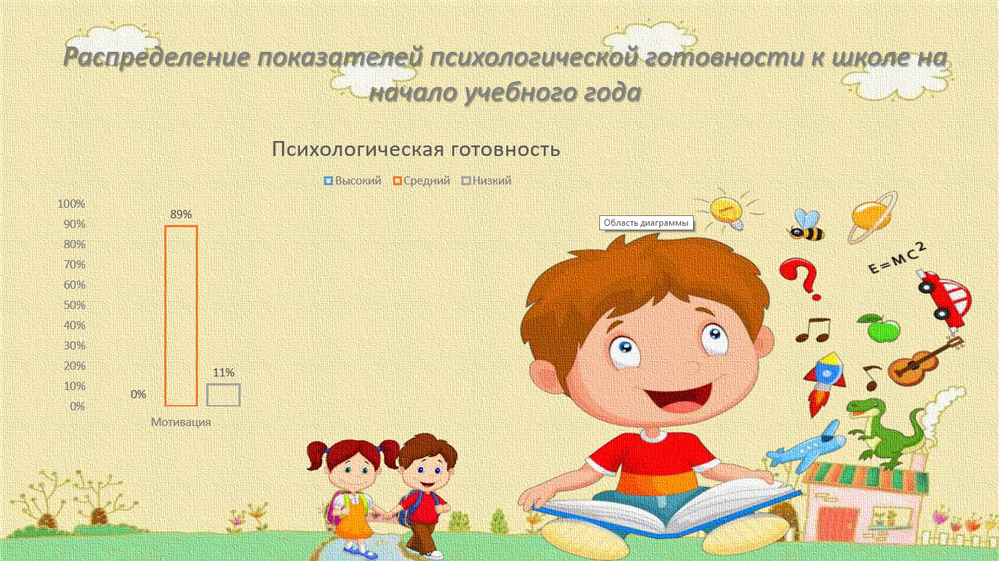 Распределение показателей психологической готовности к школе на
начало учебного года
Психологическая готовность
Высокий Средний Низкий
100%
90%
80%
70%
60%
50%
40%
30%
20%
10%
0%
0%
89%
11%
Мотивация
Область диаграммы
E=MC²